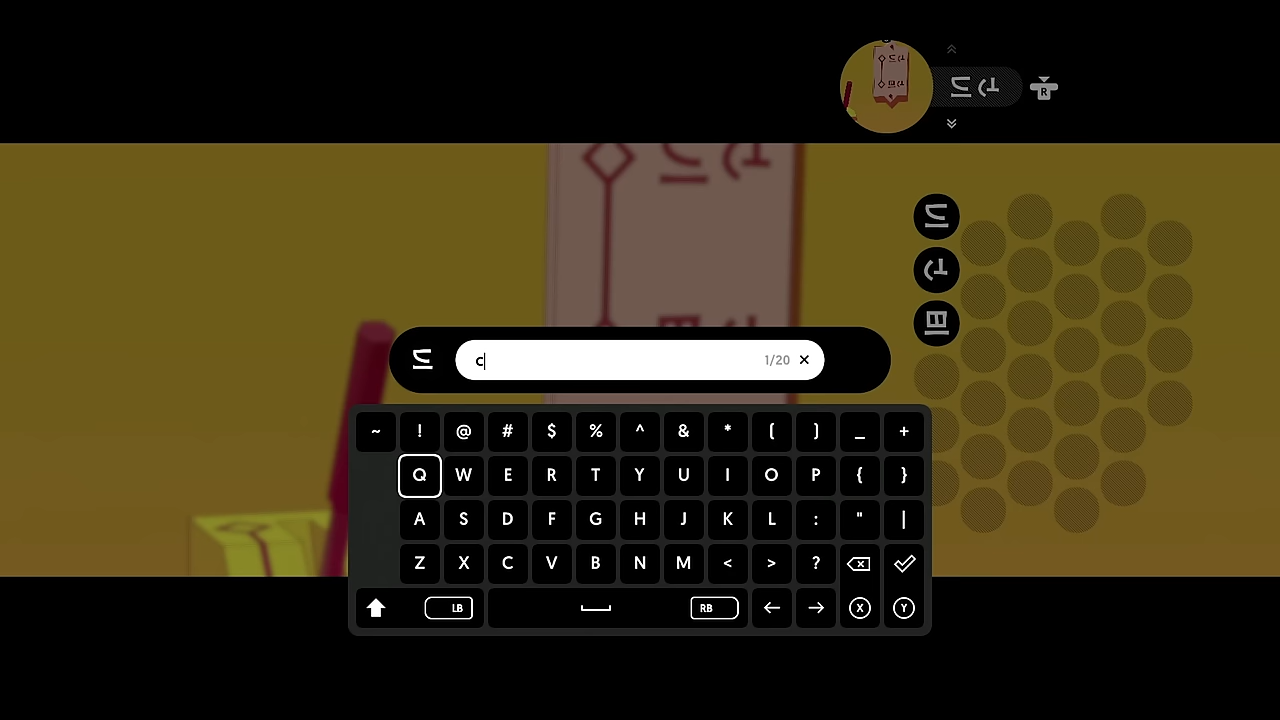 R
c 1/20 ×
~ ! @ # $ % ^ & * ( ) _ +
Q W E R T Y U I O P { }
A S D F G H J K L : " |
Z X C V B N M < > ?
LB RB ← → X Y